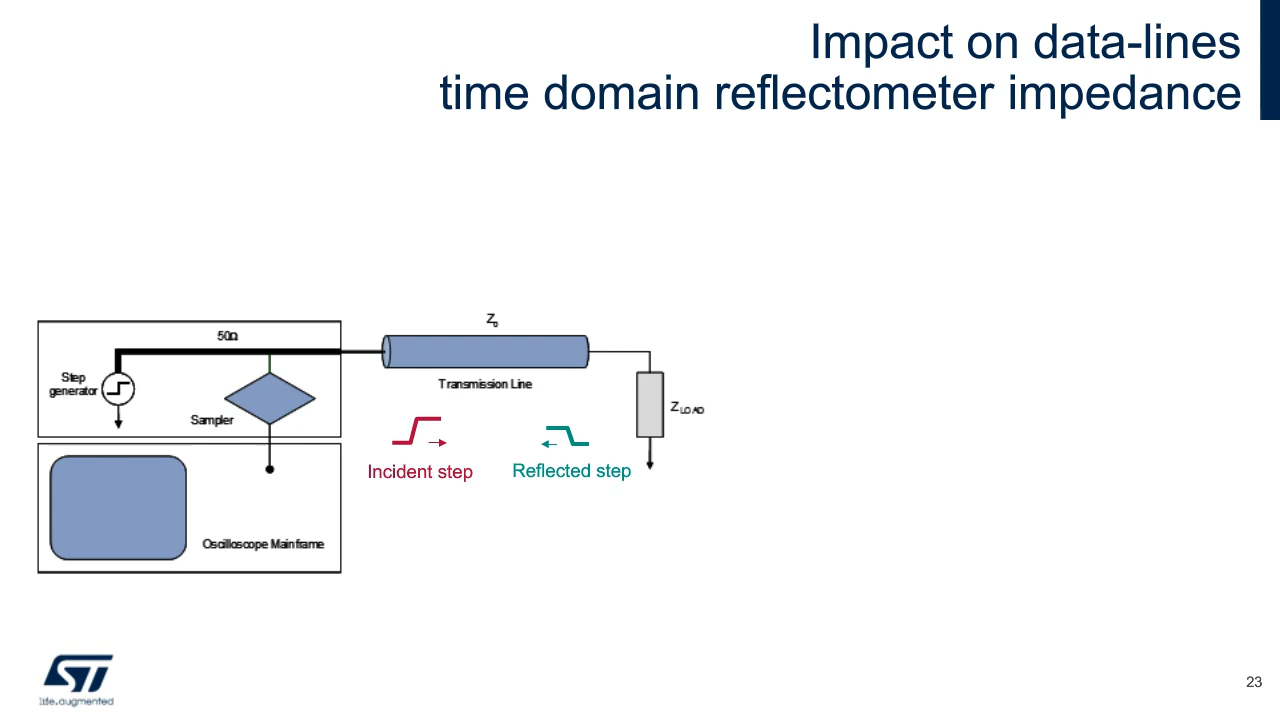 Impact on data-lines
time domain reflectometer impedance
50Ω
Step
generator
Sampler
Z0
Transmission Line
ZLOAD
Incident step
Reflected step
Oscilloscope Mainframe
ST
life.augmented
23